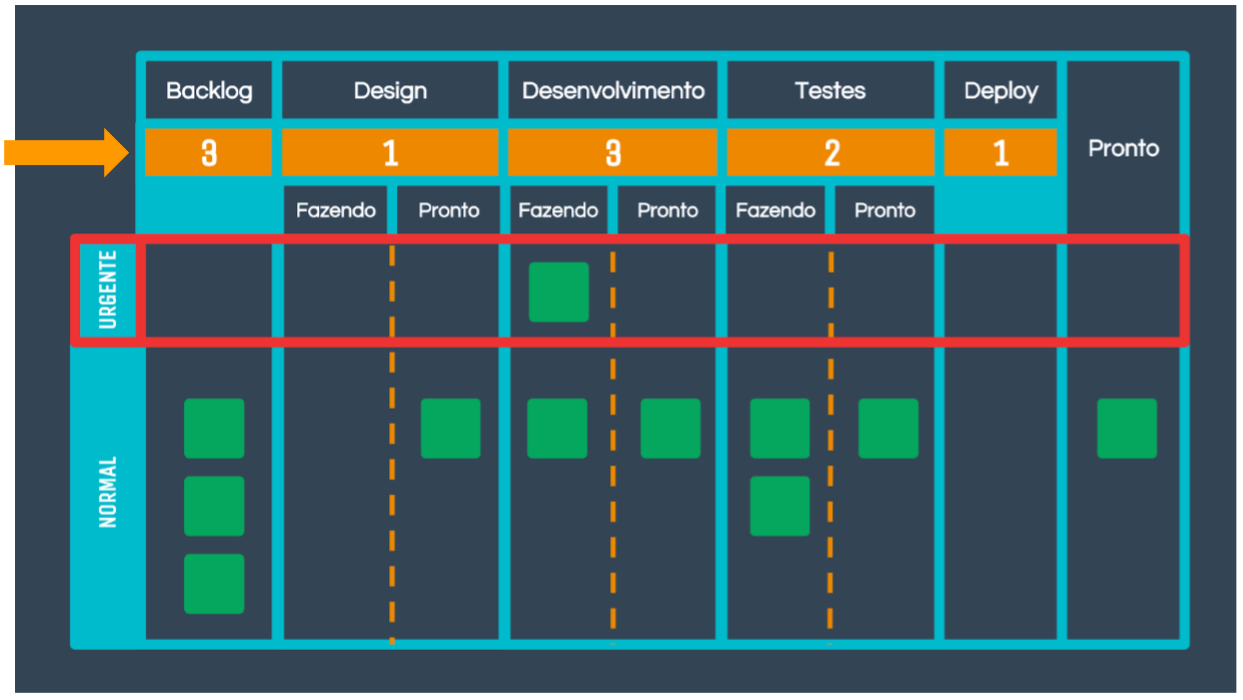 Backlog
Design
Desenvolvimento
Testes
Deploy
Pronto
3
1
3
2
1
Fazendo
Pronto
Fazendo
Pronto
Fazendo
Pronto
URGENTE
NORMAL